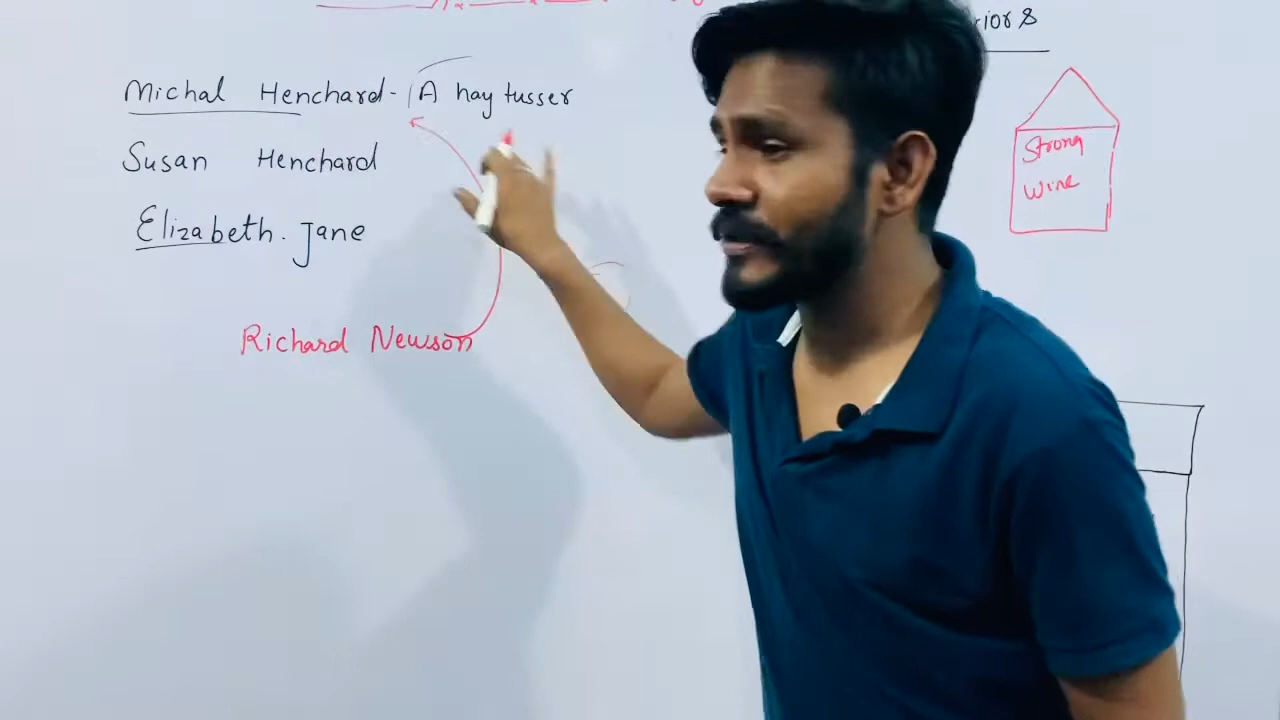 Michal Henchard - A hay tusser
Susan Henchard
Elizabeth. Jane
Richard Newson
Strong
wine